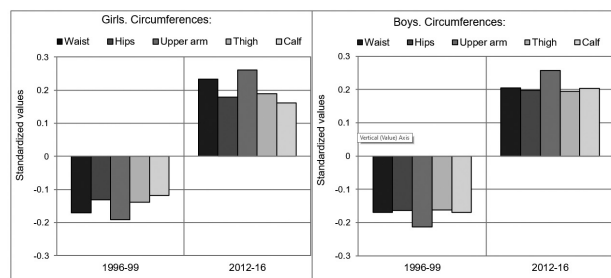 Girls. Circumferences:
Waist Hips Upper arm Thigh Calf
Standardized values
0.3
0.2
0.1
0
-0.1
-0.2
-0.3
1996-99 2012-16
Boys. Circumferences:
Waist Hips Upper arm Thigh Calf
Standardized values
0.3
0.2
0.1
Vertical (Value) Axis
0
-0.1
-0.2
-0.3
1996-99 2012-16